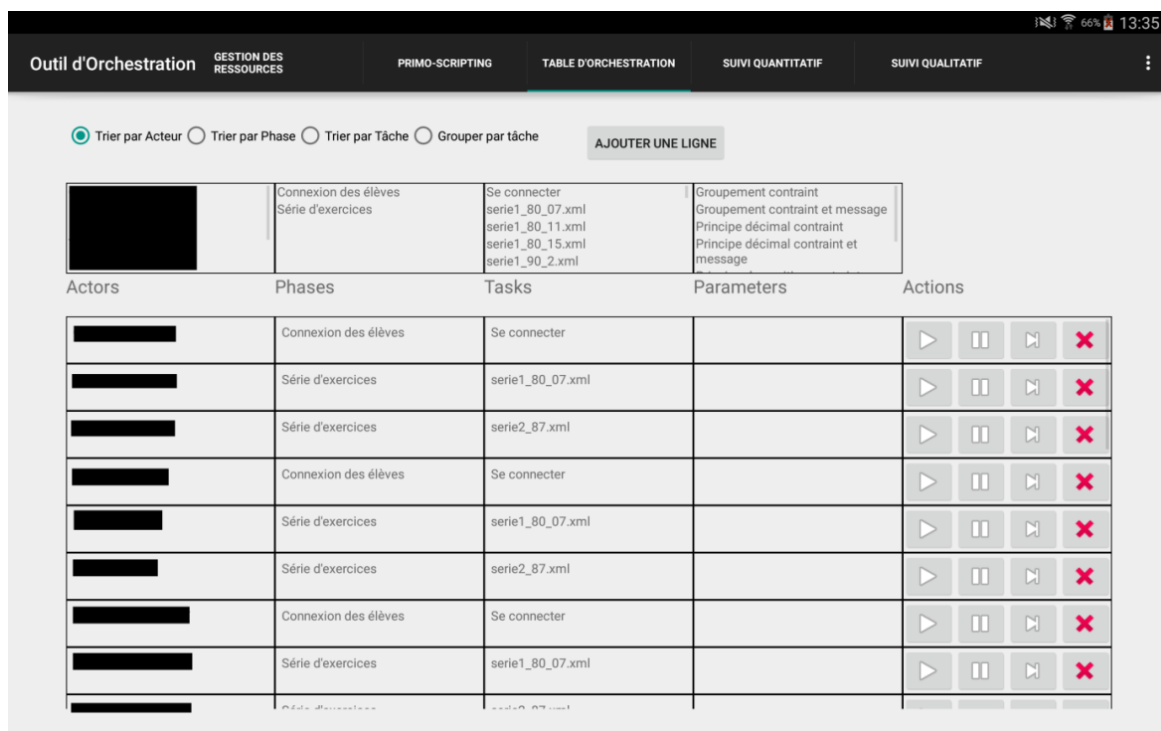 66% 13:35
Outil d'Orchestration
GESTION DES
RESSOURCES
PRIMO-SCRIPTING
TABLE D'ORCHESTRATION
SUIVI QUANTITATIF
SUIVI QUALITATIF
Trier par Acteur Trier par Phase Trier par Tâche Grouper par tâche
AJOUTER UNE LIGNE
Connexion des élèves
Série d'exercices
Se connecter
serie1_80_07.xml
serie1_80_11.xml
serie1_80_15.xml
serie1_90_2.xml
Groupement contraint
Groupement contraint et message
Principe décimal contraint
Principe décimal contraint et
message
Actors Phases Tasks Parameters Actions
Connexion des élèves Se connecter
Série d'exercices serie1_80_07.xml
Série d'exercices serie2_87.xml
Connexion des élèves Se connecter
Série d'exercices serie1_80_07.xml
Série d'exercices serie2_87.xml
Connexion des élèves Se connecter
Série d'exercices serie1_80_07.xml